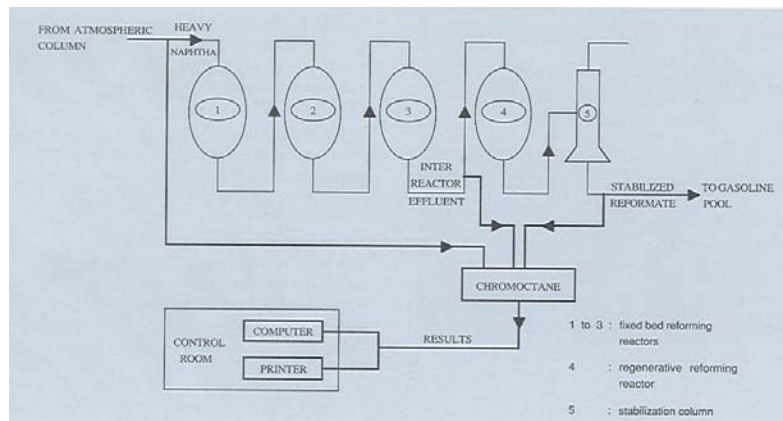 FROM ATMOSPHERIC
COLUMN
HEAVY
NAPHTHA
1
2
3
4
5
INTER
REACTOR
EFFLUENT
STABILIZED
REFORMATE
TO GASOLINE
POOL
CHROMOCTANE
CONTROL
ROOM
COMPUTER
PRINTER
RESULTS
1 to 3 : fixed bed reforming
reactors
4 : regenerative reforming
reactor
5 : stabilization column